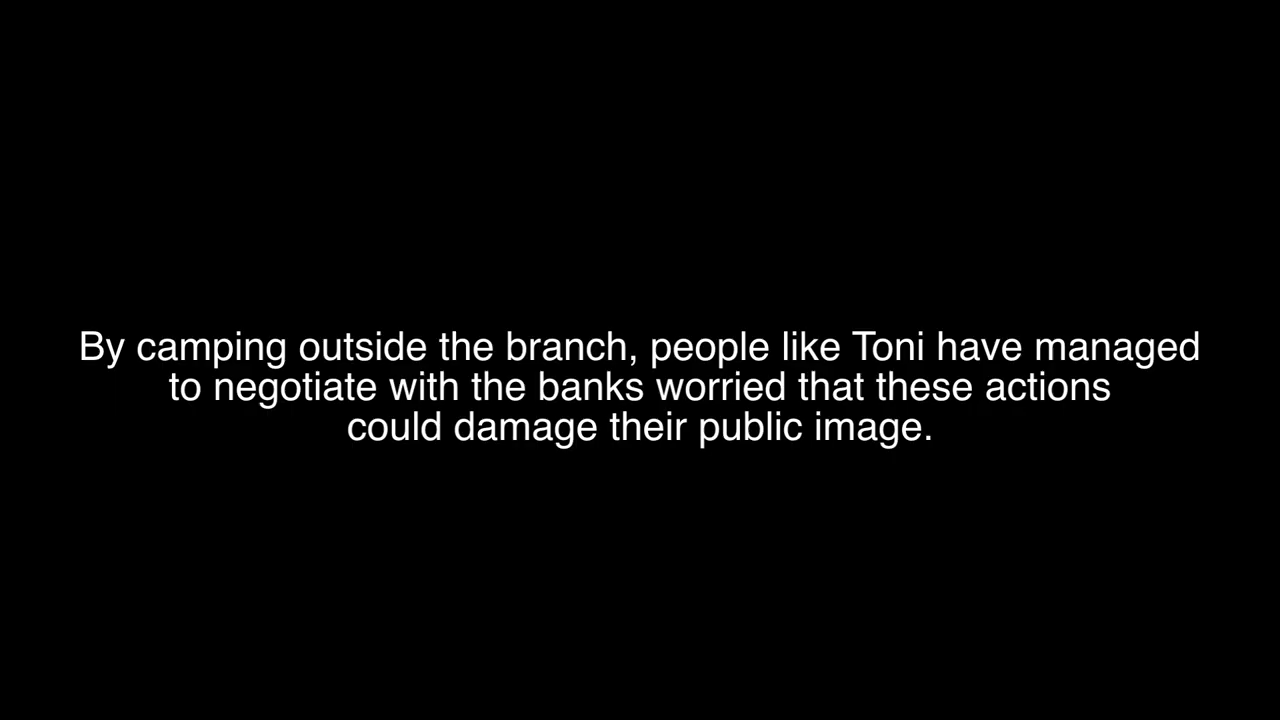 By camping outside the branch, people like Toni have managed
to negotiate with the banks worried that these actions
could damage their public image.